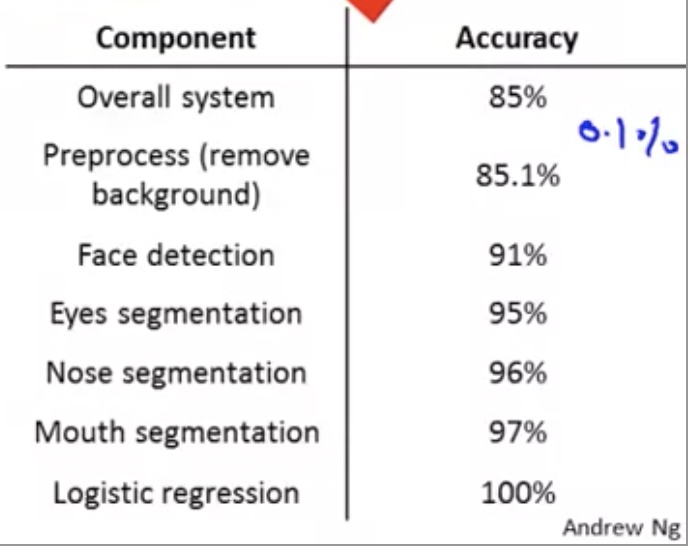 Component Accuracy
Overall system 85%
0.1%
Preprocess (remove
background) 85.1%
Face detection 91%
Eyes segmentation 95%
Nose segmentation 96%
Mouth segmentation 97%
Logistic regression 100%
Andrew Ng